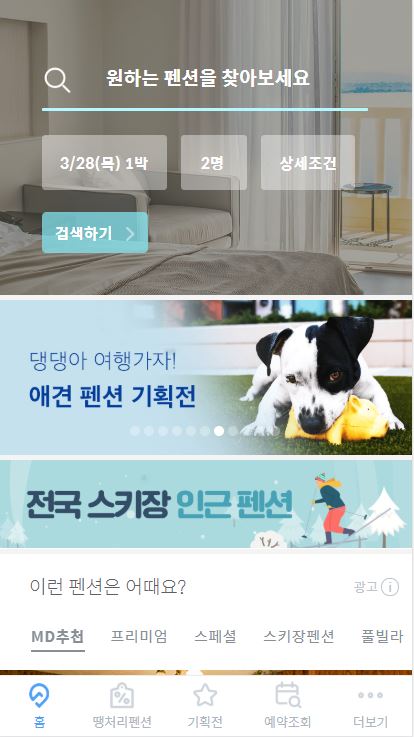 원하는 펜션을 찾아보세요
3/28(목) 1박 2명 상세조건
검색하기
댕댕아 여행가자!
애견 펜션 기획전
전국 스키장 인근 펜션
이런 펜션은 어때요? 광고
MD추천 프리미엄 스페셜 스키장펜션 풀빌라
홈 땡처리펜션 기획전 예약조회 더보기